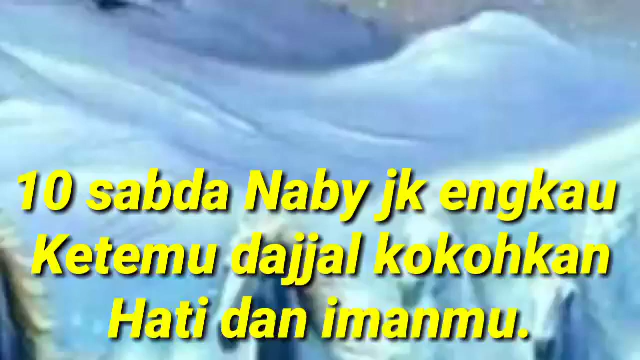 10 sabda Naby jk engkau
Ketemu dajjal kokohkan
Hati dan imanmu.